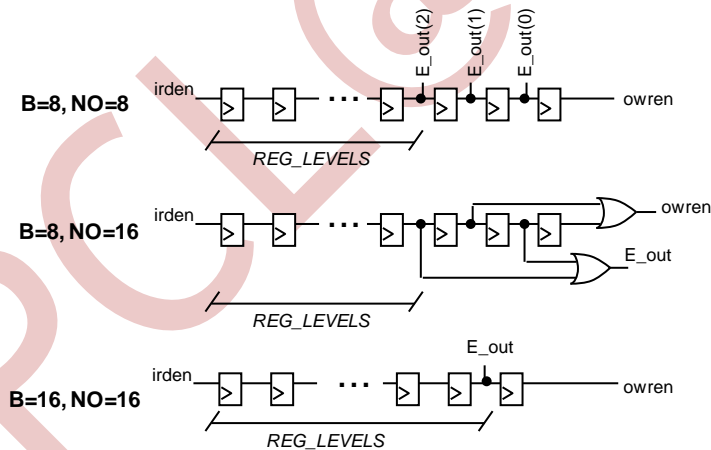 E_out(2)
E_out(1)
E_out(0)
irden
B=8, NO=8
owren
REG_LEVELS
irden
B=8, NO=16
owren
E_out
REG_LEVELS
E_out
irden
B=16, NO=16
owren
REG_LEVELS